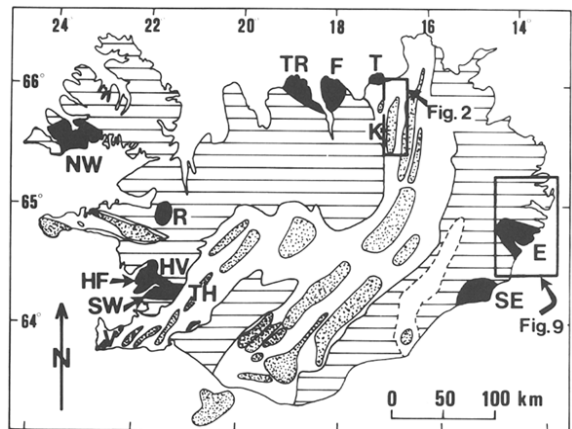 24 22 20 18 16 14
TR F T
66°
K
Fig. 2
NW
65°
R
E
HV
HF
SW
TH
SE
64°
Fig. 9
N
0 50 100 km